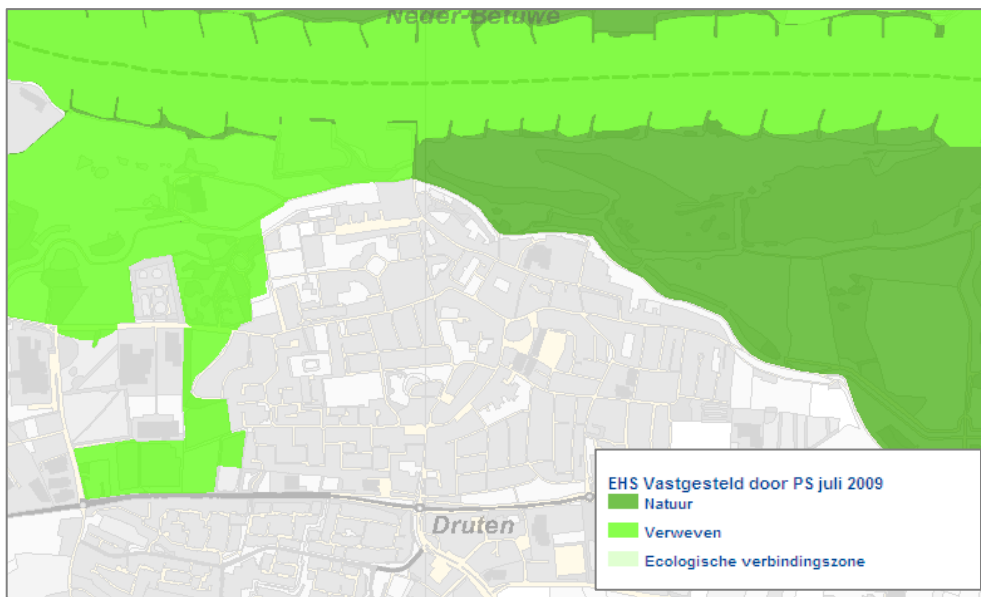 Neder-Betuwe
Druten
EHS Vastgesteld door PS juli 2009
Natuur
Verweven
Ecologische verbindingszone